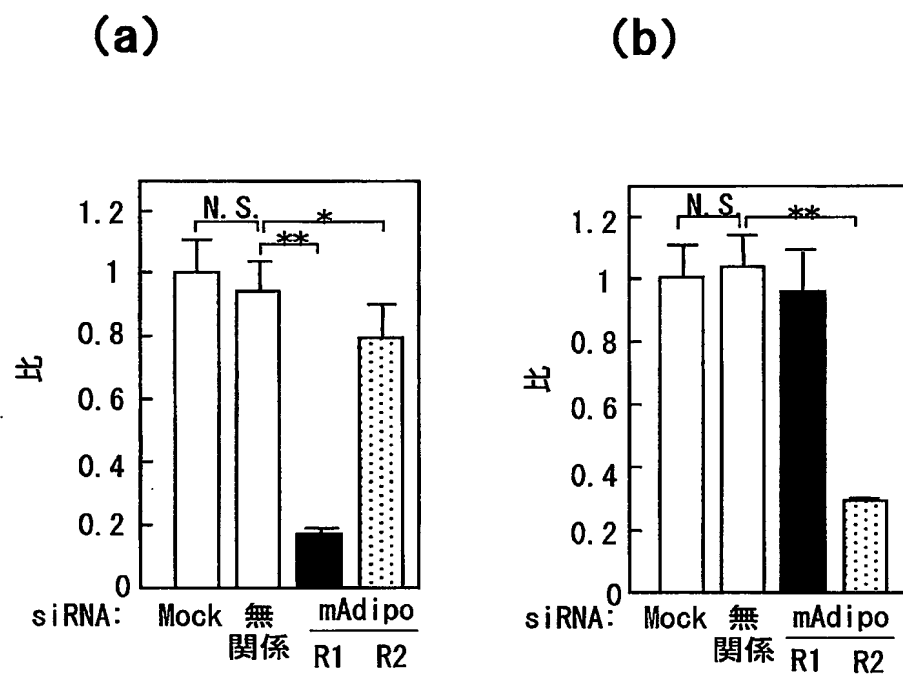 (a)
N.S.
*
**
1.2
1
0.8
0.6
0.4
0.2
0
比
siRNA: Mock 無関係 mAdipo
R1 R2
(b)
N.S.
**
1.2
1
0.8
0.6
0.4
0.2
0
比
siRNA: Mock 無関係 mAdipo
R1 R2